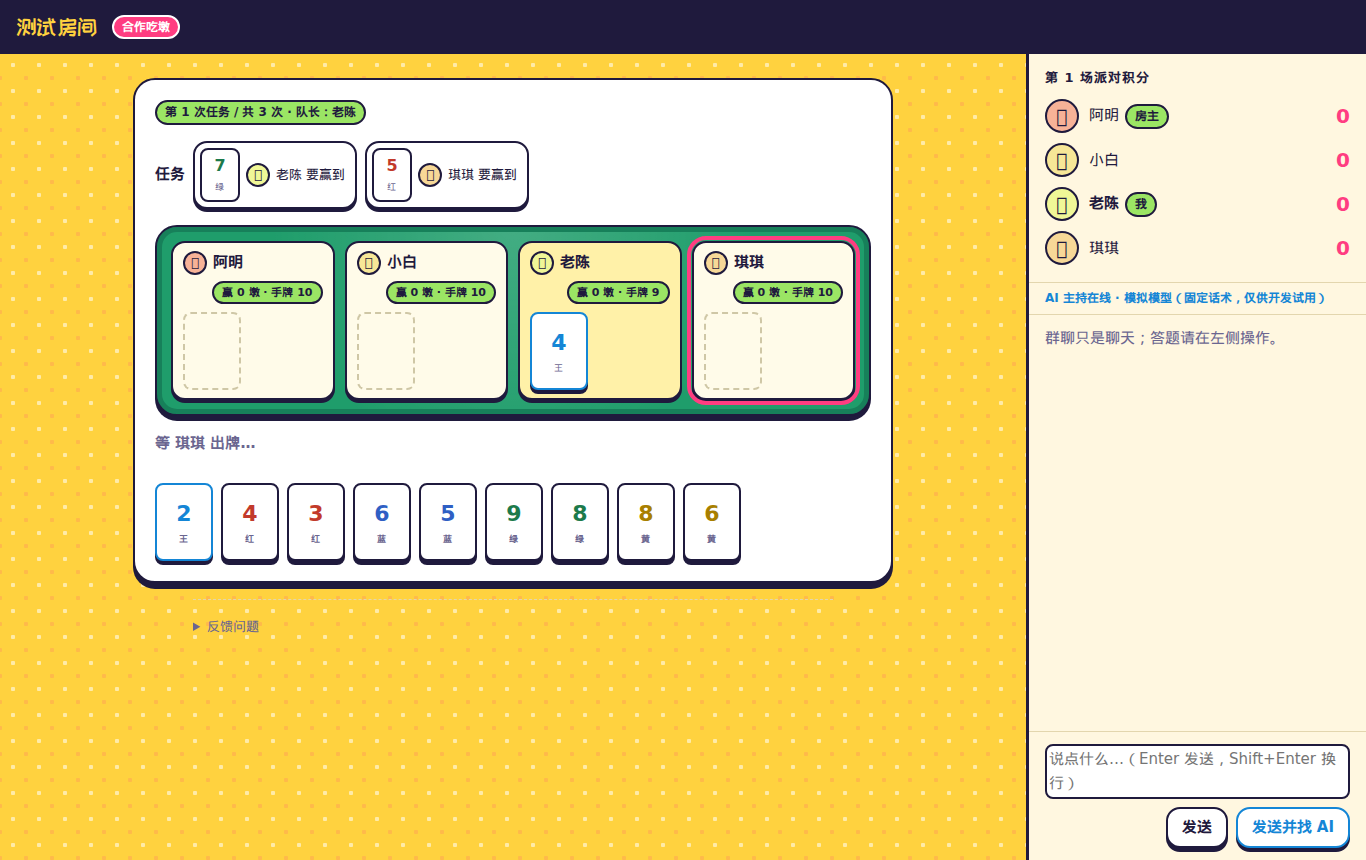 测试房间 合作吃墩
第 1 次任务 / 共 3 次 · 队长：老陈
任务
7 绿 老陈 要赢到
5 红 琪琪 要赢到
阿明
赢 0 墩 · 手牌 10
小白
赢 0 墩 · 手牌 10
老陈
赢 0 墩 · 手牌 9
4
王
琪琪
赢 0 墩 · 手牌 10
等 琪琪 出牌…
2 4 3 6 5 9 8 8 6
王 红 红 蓝 蓝 绿 绿 黄 黄
▶ 反馈问题
第 1 场派对积分
阿明 房主 0
小白 0
老陈 我 0
琪琪 0
AI 主持在线 · 模拟模型（固定话术，仅供开发试用）
群聊只是聊天；答题请在左侧操作。
说点什么…（Enter 发送，Shift+Enter 换
行）
发送 发送并找 AI